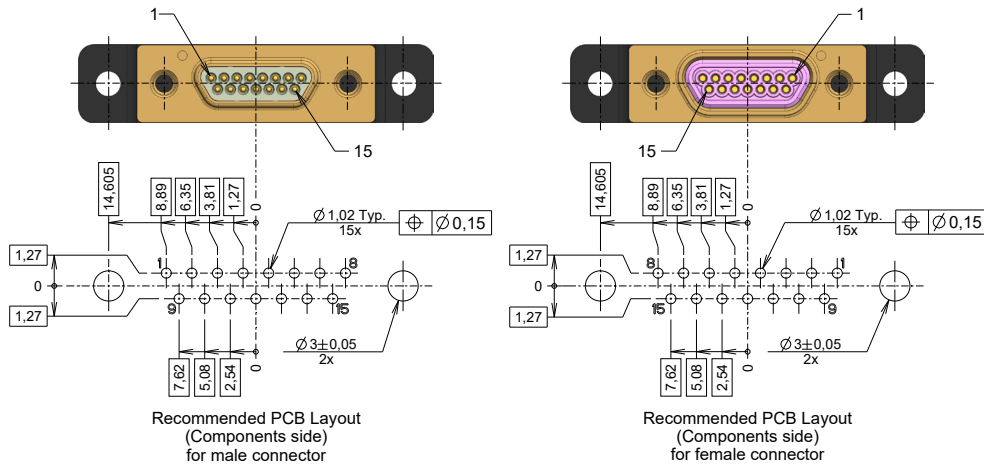 1
15
14,605
8,89
6,35
3,81
1,27
0
Ø 1,02 Typ.
15x
⌖ Ø 0,15
1,27
0
1,27
1
8
9
15
Ø 3±0,05
2x
7,62
5,08
2,54
0
Recommended PCB Layout
(Components side)
for male connector
1
15
14,605
8,89
6,35
3,81
1,27
0
Ø 1,02 Typ.
15x
⌖ Ø 0,15
1,27
0
1,27
8
1
15
9
Ø 3±0,05
2x
7,62
5,08
2,54
0
Recommended PCB Layout
(Components side)
for female connector